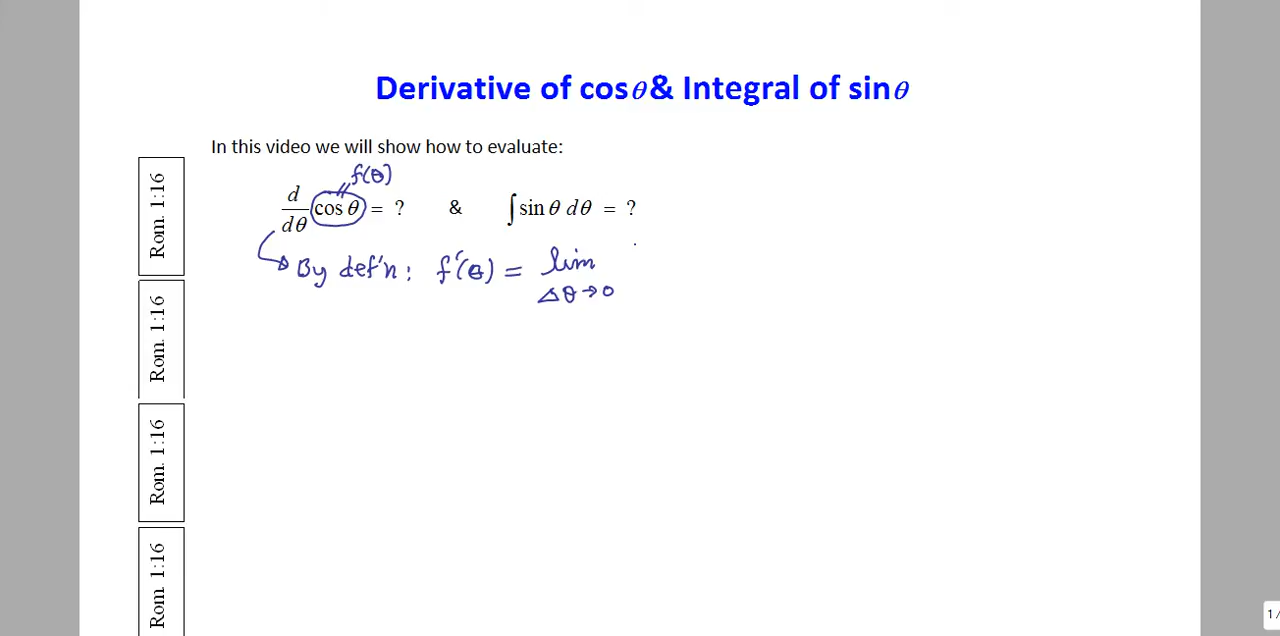 Derivative of cosθ & Integral of sinθ
In this video we will show how to evaluate:
f(θ)
d/dθ cos θ = ? & ∫ sin θ dθ = ?
By def'n: f'(θ) = lim
Δθ→0
Rom. 1:16
Rom. 1:16
Rom. 1:16
Rom. 1:16
1/